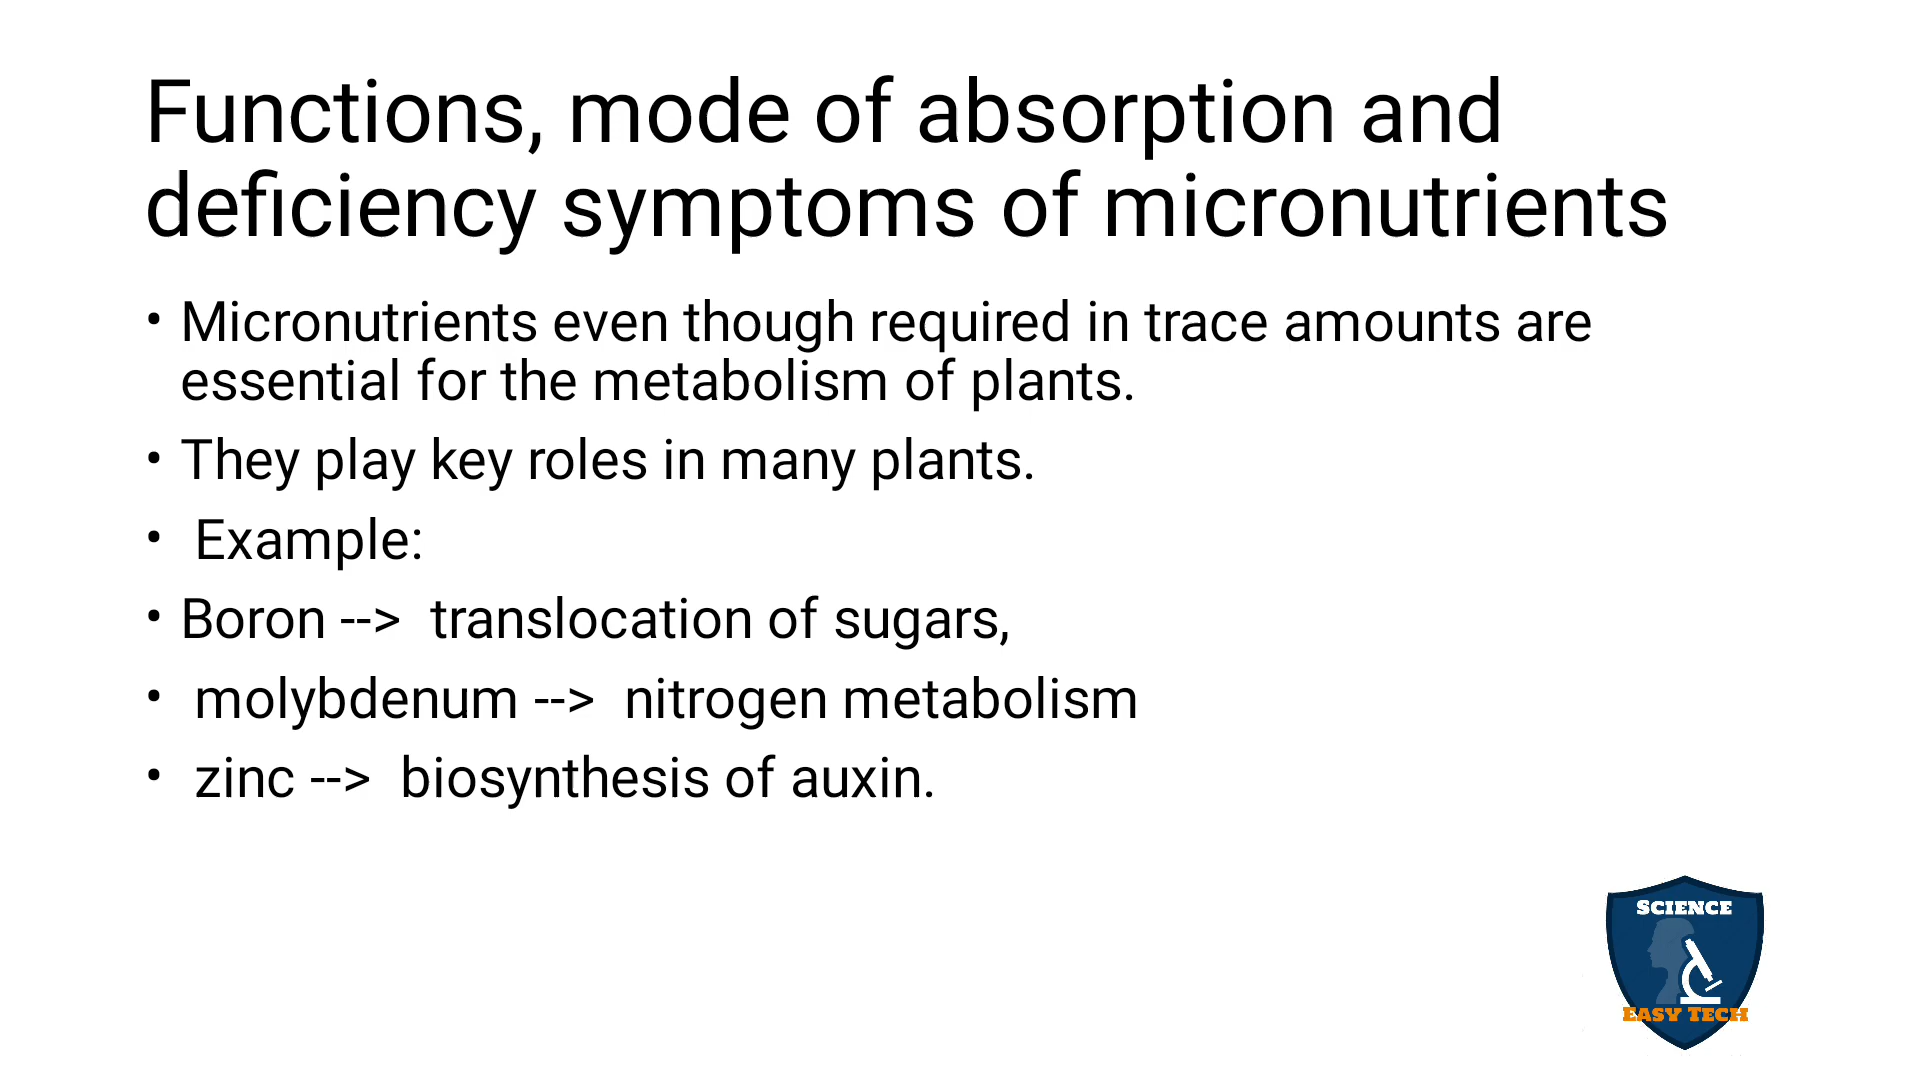 Functions, mode of absorption and
deficiency symptoms of micronutrients
• Micronutrients even though required in trace amounts are
essential for the metabolism of plants.
• They play key roles in many plants.
• Example:
• Boron --> translocation of sugars,
• molybdenum --> nitrogen metabolism
• zinc --> biosynthesis of auxin.
SCIENCE
EASY TECH